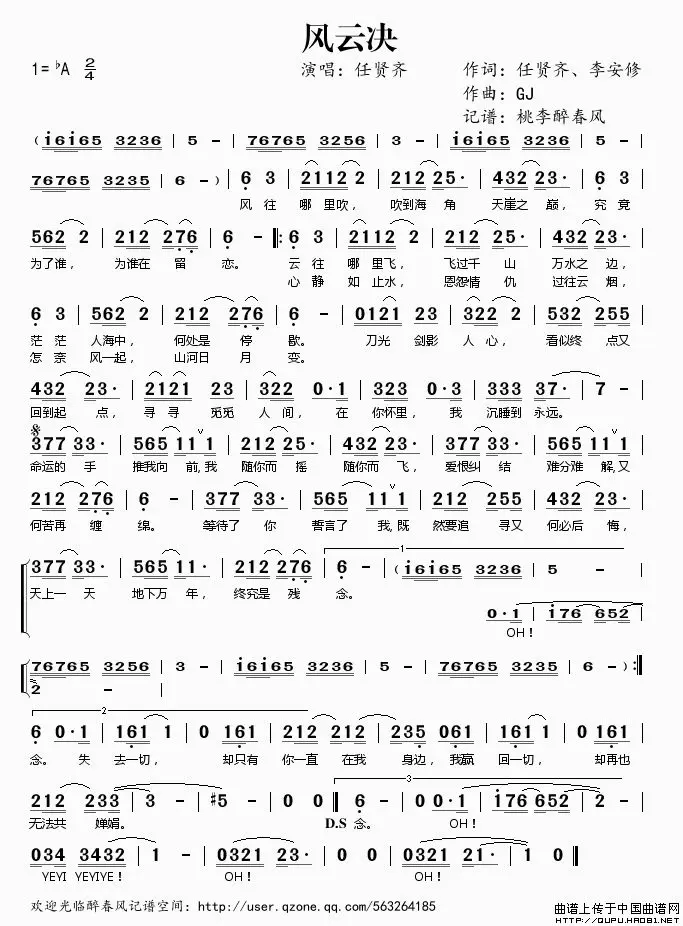 风云决
1=♭A 2/4
演唱：任贤齐
作词：任贤齐、李安修
作曲：GJ
记谱：桃李醉春风
( i6i65 3236 | 5 - | 76765 3256 | 3 - | i6i65 3236 | 5 - |
76765 3235 | 6 - ) | 6 3 | 2112 2 | 212 25· | 432 23· | 6 3 |
风 往 哪 里吹， 吹到海 角 天崖之 巅， 究 竟
562 2 | 212 276 | 6 - ‖: 6 3 | 2112 2 | 212 25· | 432 23· |
为了谁， 为谁在 留 恋。 云 往 哪 里飞， 飞过千 山 万水之 边，
心 静 如 止水， 恩怨情 仇 过往云 烟，
6 3 | 562 2 | 212 276 | 6 - | 0121 23 | 322 2 | 532 255 |
茫 茫 人海中， 何处是 停 歇。 刀光 剑影 人 心， 看似终 点又
怎 奈 风一起， 山河日 月 变。
432 23· | 2121 23 | 322 0·1 | 323 0·3 | 333 37· | 7 - |
回到起 点， 寻 寻 觅觅 人 间， 在 你怀里， 我 沉睡到 永远。
377 33· | 565 11 1 | 212 25· | 432 23· | 377 33· | 565 11 1 |
命运的 手 推我向 前,我 随你而 摇 随你而 飞， 爱恨纠 结 难分难 解,又
212 276 | 6 - | 377 33· | 565 11 1 | 212 25· | 432 23· |
何苦再 缠 绵。 等待了 你 誓言了 我,既 然要追 寻又 何必后 悔，
1
377 33· | 565 11· | 212 276 | 6 - | ( i6i65 3236 | 5 - |
天上一 天 地下万 年， 终究是 残 念。
0·1 | i76 652 |
OH！
76765 3256 | 3 - | i6i65 3236 | 5 - | 76765 3235 | 6 - ) :‖
2 - |
2
6 0·1 | 161 1 | 0 161 | 212 212 | 235 061 | 161 1 | 0 161 |
念。 失 去一切， 却只有 你一直 在我 身边，我赢 回一切， 却再也
3
212 233 | 3 - | #5 - | 0 0 ‖ 6 - | 0 0·1 | i76 652 | 2 - |
无法共 婵娟。 D.S 念。 OH！
034 3432 | 1 - | 0321 23· | 0 0 | 0321 21· | 1 0 ‖
YEYI YEYIYE！ OH！ OH！
欢迎光临醉春风记谱空间：http://user.qzone.qq.com/563264185
曲谱上传于中国曲谱网
http://QUPU.HAO81.NET